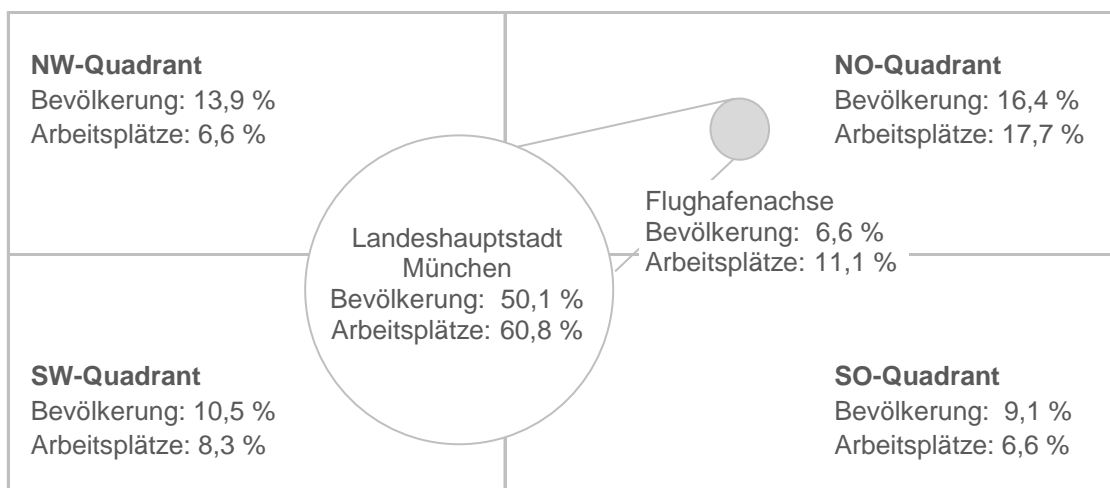 NW-Quadrant
Bevölkerung: 13,9 %
Arbeitsplätze: 6,6 %
NO-Quadrant
Bevölkerung: 16,4 %
Arbeitsplätze: 17,7 %
Flughafenachse
Bevölkerung: 6,6 %
Arbeitsplätze: 11,1 %
Landeshauptstadt
München
Bevölkerung: 50,1 %
Arbeitsplätze: 60,8 %
SW-Quadrant
Bevölkerung: 10,5 %
Arbeitsplätze: 8,3 %
SO-Quadrant
Bevölkerung: 9,1 %
Arbeitsplätze: 6,6 %